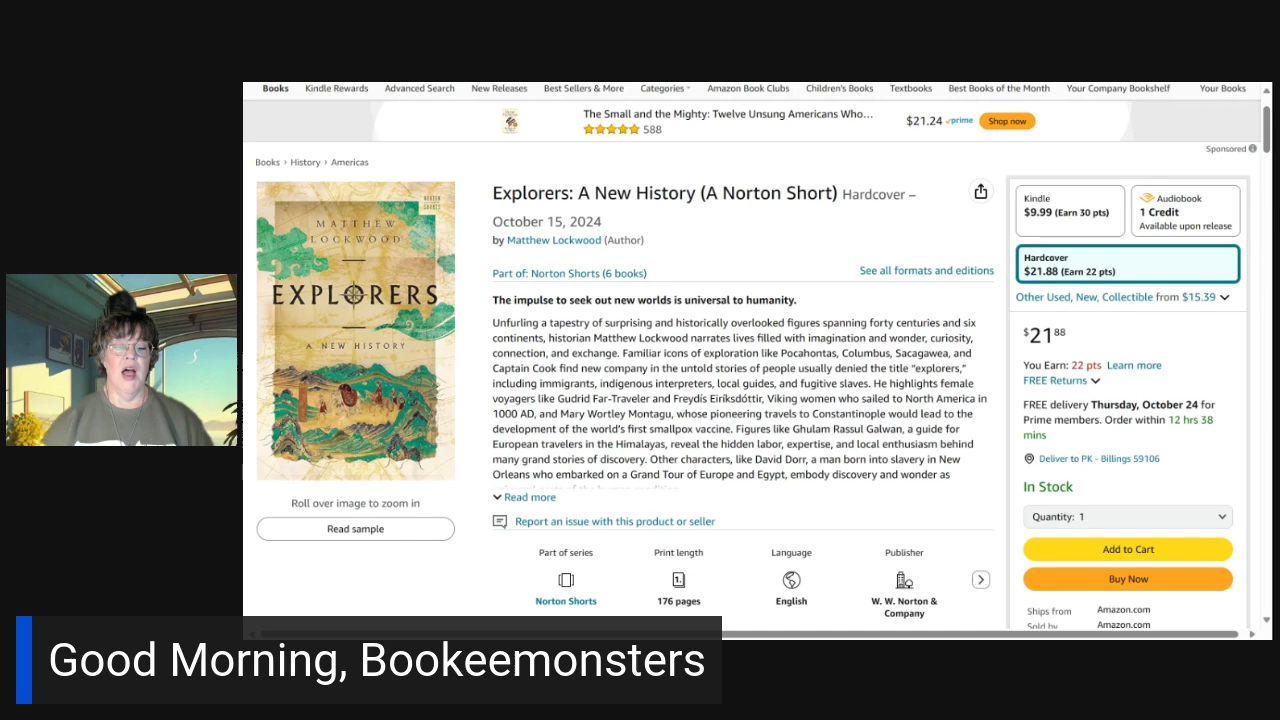 Books Kindle Rewards Advanced Search New Releases Best Sellers & More Categories Amazon Book Clubs Children's Books Textbooks Best Books of the Month Your Company Bookshelf Your Books
The Small and the Mighty: Twelve Unsung Americans Who...
588
$21.24 prime Shop now
Sponsored
Books › History › Americas
NORTON
SHORTS
MATTHEW
LOCKWOOD
EXPLORERS
A NEW HISTORY
Roll over image to zoom in
Read sample
Explorers: A New History (A Norton Short) Hardcover –
October 15, 2024
by Matthew Lockwood (Author)
Part of: Norton Shorts (6 books)
See all formats and editions
The impulse to seek out new worlds is universal to humanity.
Unfurling a tapestry of surprising and historically overlooked figures spanning forty centuries and six
continents, historian Matthew Lockwood narrates lives filled with imagination and wonder, curiosity,
connection, and exchange. Familiar icons of exploration like Pocahontas, Columbus, Sacagawea, and
Captain Cook find new company in the untold stories of people usually denied the title "explorers,"
including immigrants, indigenous interpreters, local guides, and fugitive slaves. He highlights female
voyagers like Gudrid Far-Traveler and Freydís Eiríksdóttir, Viking women who sailed to North America in
1000 AD, and Mary Wortley Montagu, whose pioneering travels to Constantinople would lead to the
development of the world's first smallpox vaccine. Figures like Ghulam Rassul Galwan, a guide for
European travelers in the Himalayas, reveal the hidden labor, expertise, and local enthusiasm behind
many grand stories of discovery. Other characters, like David Dorr, a man born into slavery in New
Orleans who embarked on a Grand Tour of Europe and Egypt, embody discovery and wonder as
Read more
Report an issue with this product or seller
Part of series
Norton Shorts
Print length
1.
176 pages
Language
English
Publisher
W. W. Norton &
Company
Kindle
$9.99 (Earn 30 pts)
Audiobook
1 Credit
Available upon release
Hardcover
$21.88 (Earn 22 pts)
Other Used, New, Collectible from $15.39
$21 88
You Earn: 22 pts Learn more
FREE Returns
FREE delivery Thursday, October 24 for
Prime members. Order within 12 hrs 38
mins
Deliver to PK - Billings 59106
In Stock
Quantity: 1
Add to Cart
Buy Now
Ships from Amazon.com
Sold by Amazon.com
Good Morning, Bookeemonsters